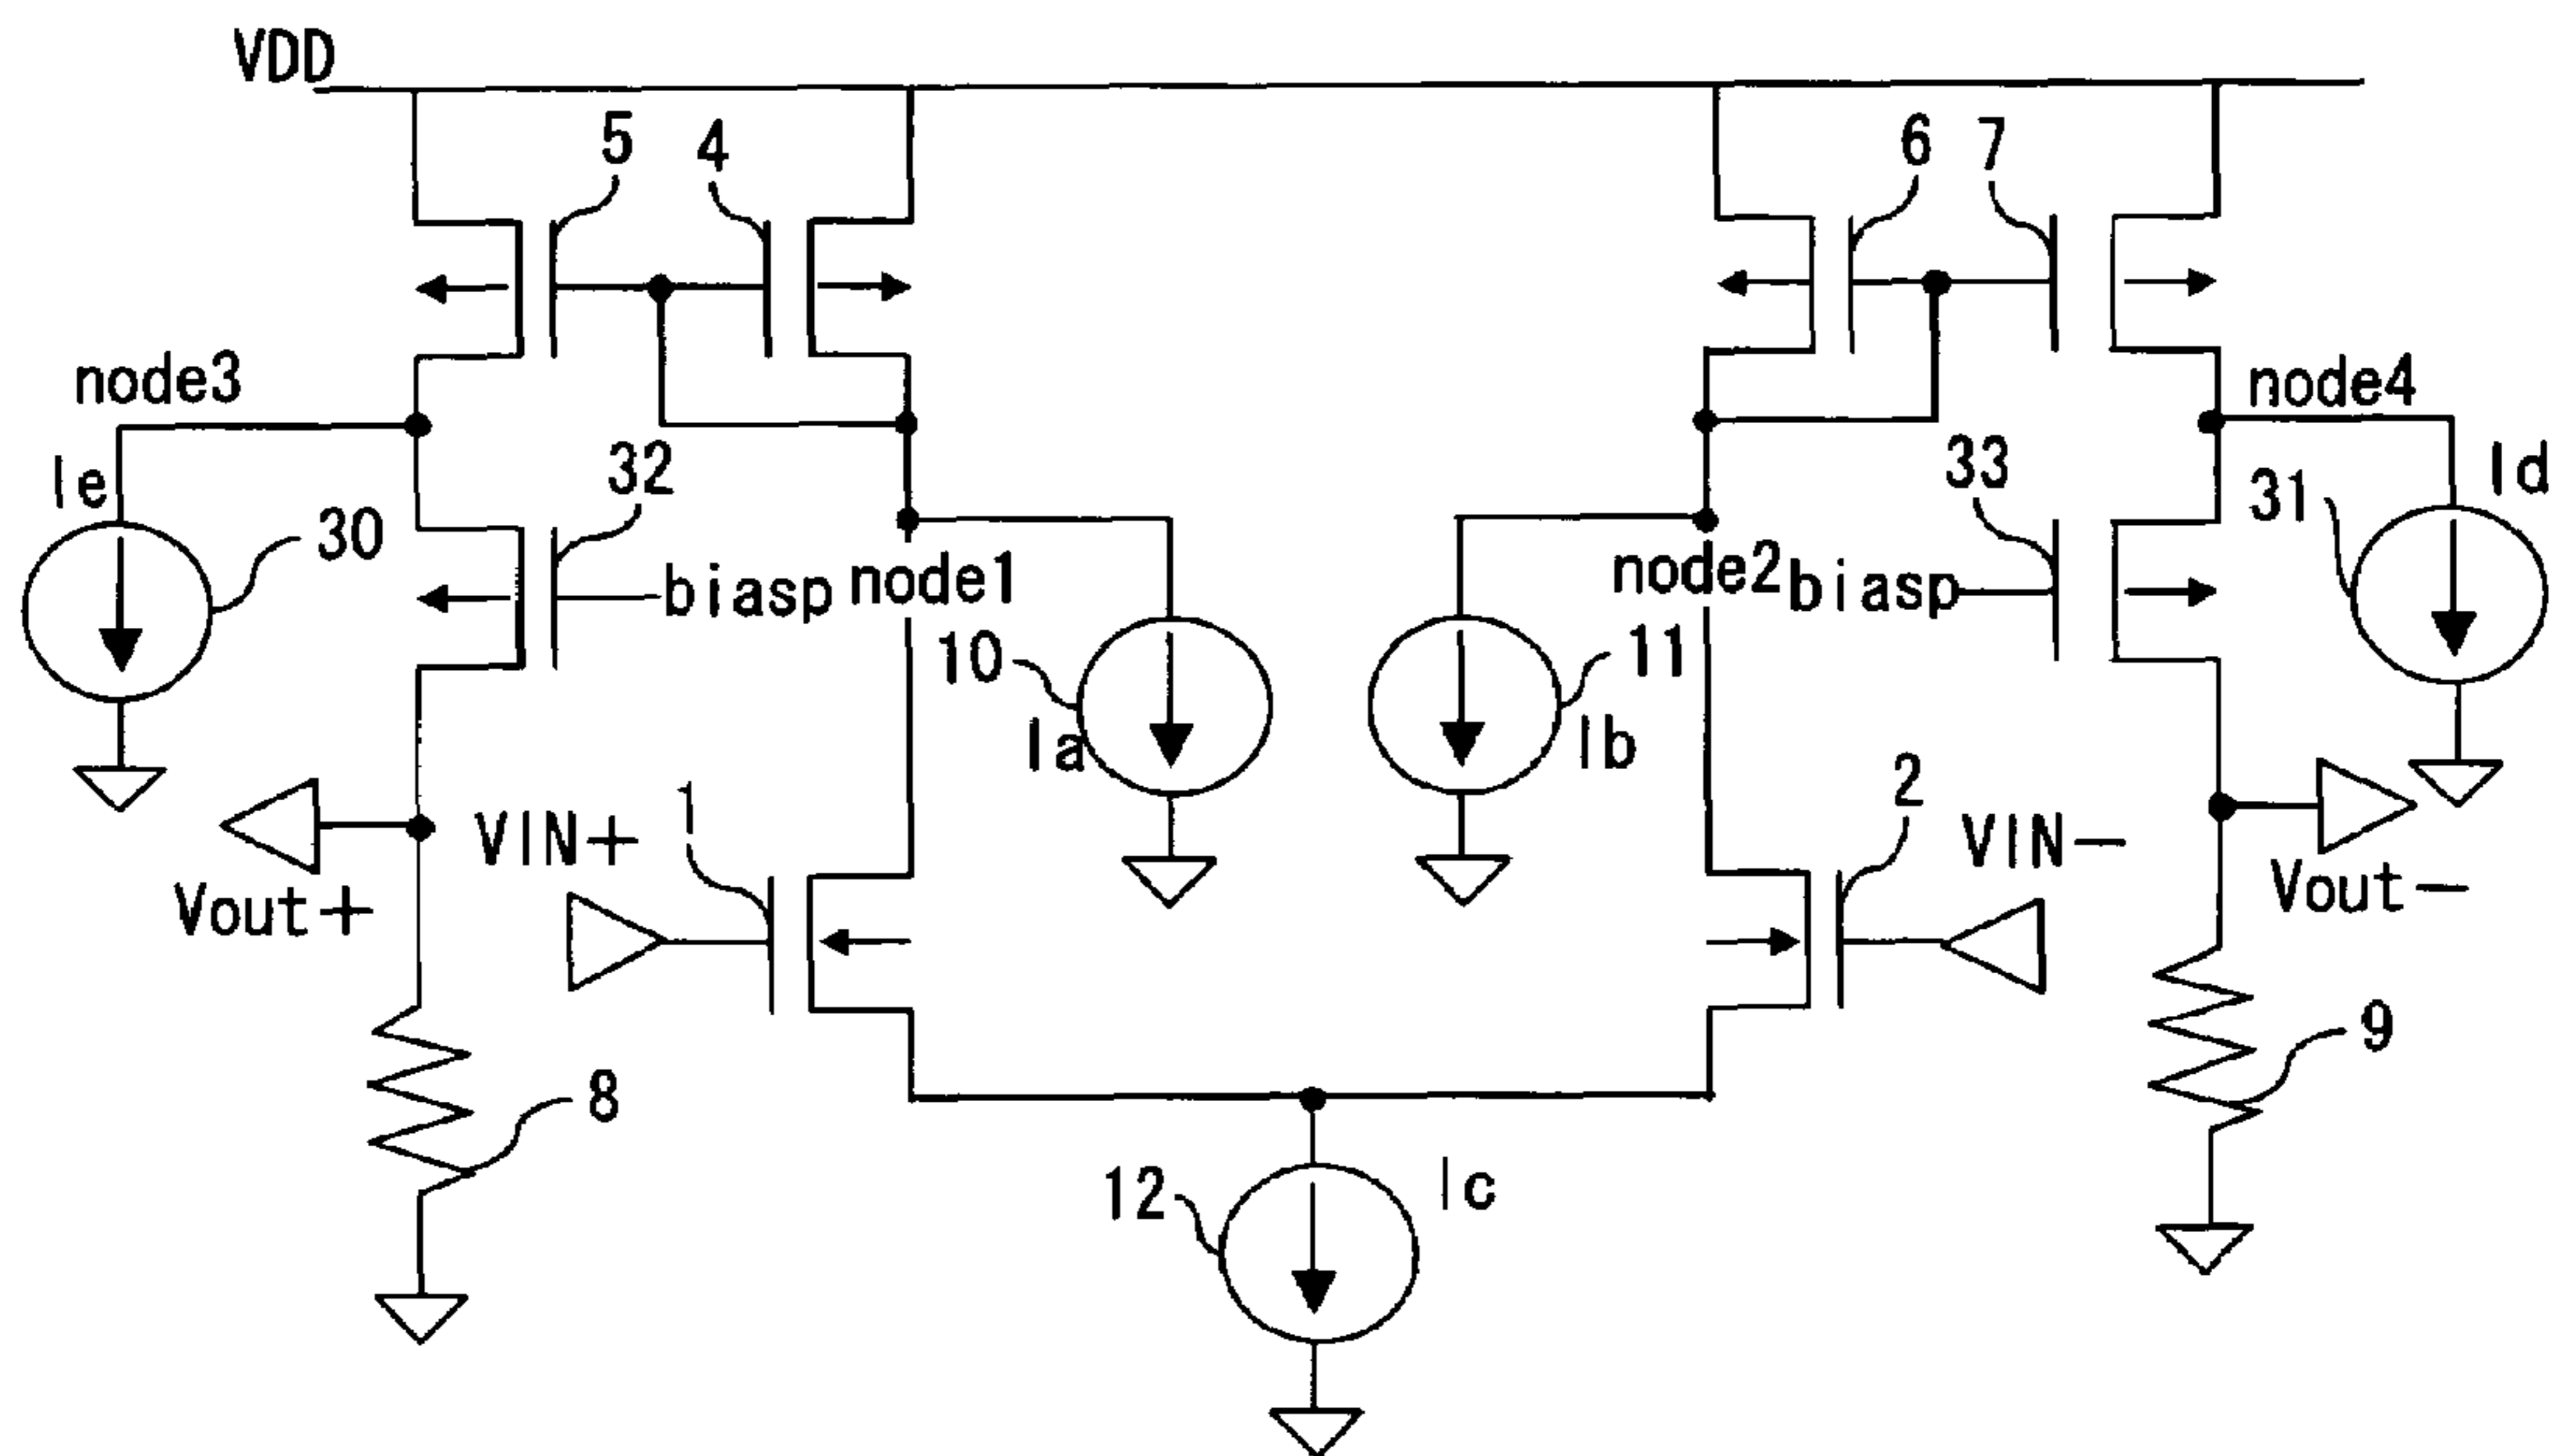 VDD
5
4
6
7
node3
node4
Ie
32
33
Id
30
biasp
node1
node2
biasp
31
10
11
Ia
Ib
1
2
VIN+
VIN−
Vout+
Vout−
8
9
12
Ic